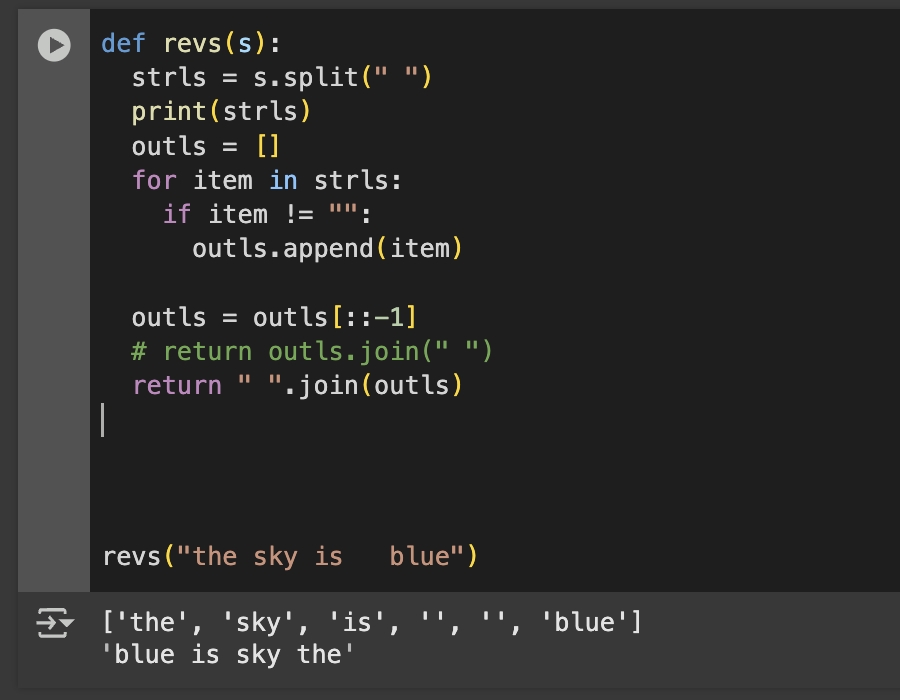 def revs(s):
  strls = s.split(" ")
  print(strls)
  outls = []
  for item in strls:
    if item != "":
      outls.append(item)

  outls = outls[::-1]
  # return outls.join(" ")
  return " ".join(outls)

revs("the sky is   blue")
['the', 'sky', 'is', '', '', 'blue']
'blue is sky the'